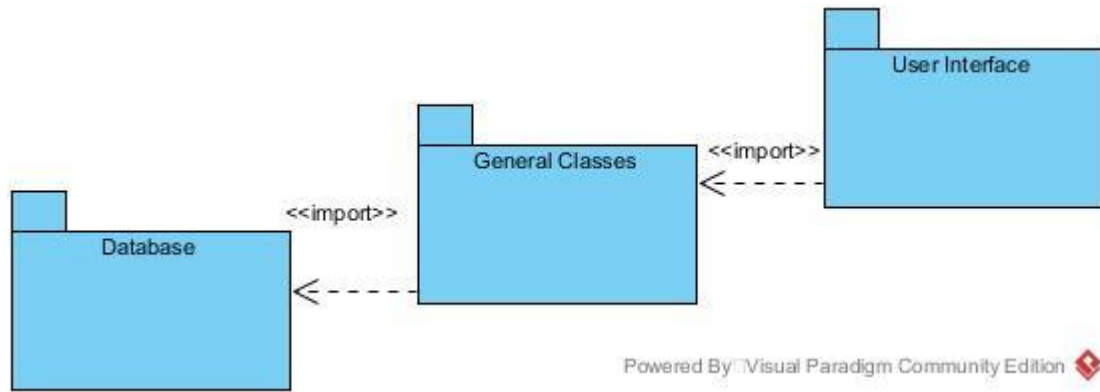 User Interface
<<import>>
General Classes
<<import>>
Database
Powered By Visual Paradigm Community Edition